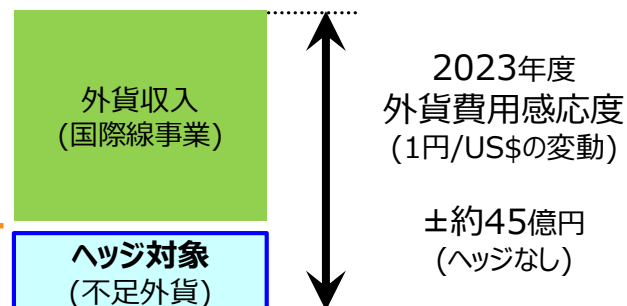 外貨収入
(国際線事業)
ヘッジ対象
(不足外貨)
2023年度
外貨費用感応度
(1円/US$の変動)
±約45億円
(ヘッジなし)